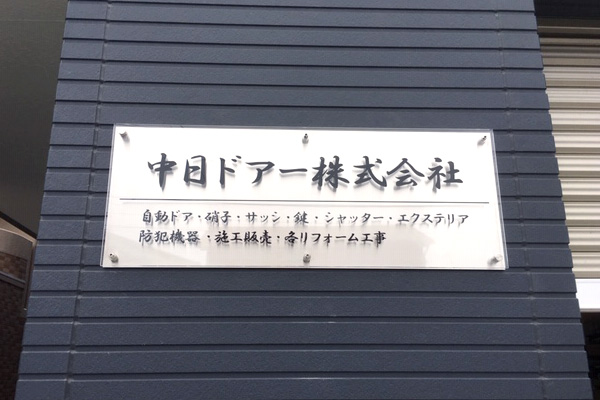 中目ドアー株式会社
自動ドア・硝子・サッシ・鍵・シャッター・エクステリア
防犯機器・施工販売・各リフォーム工事